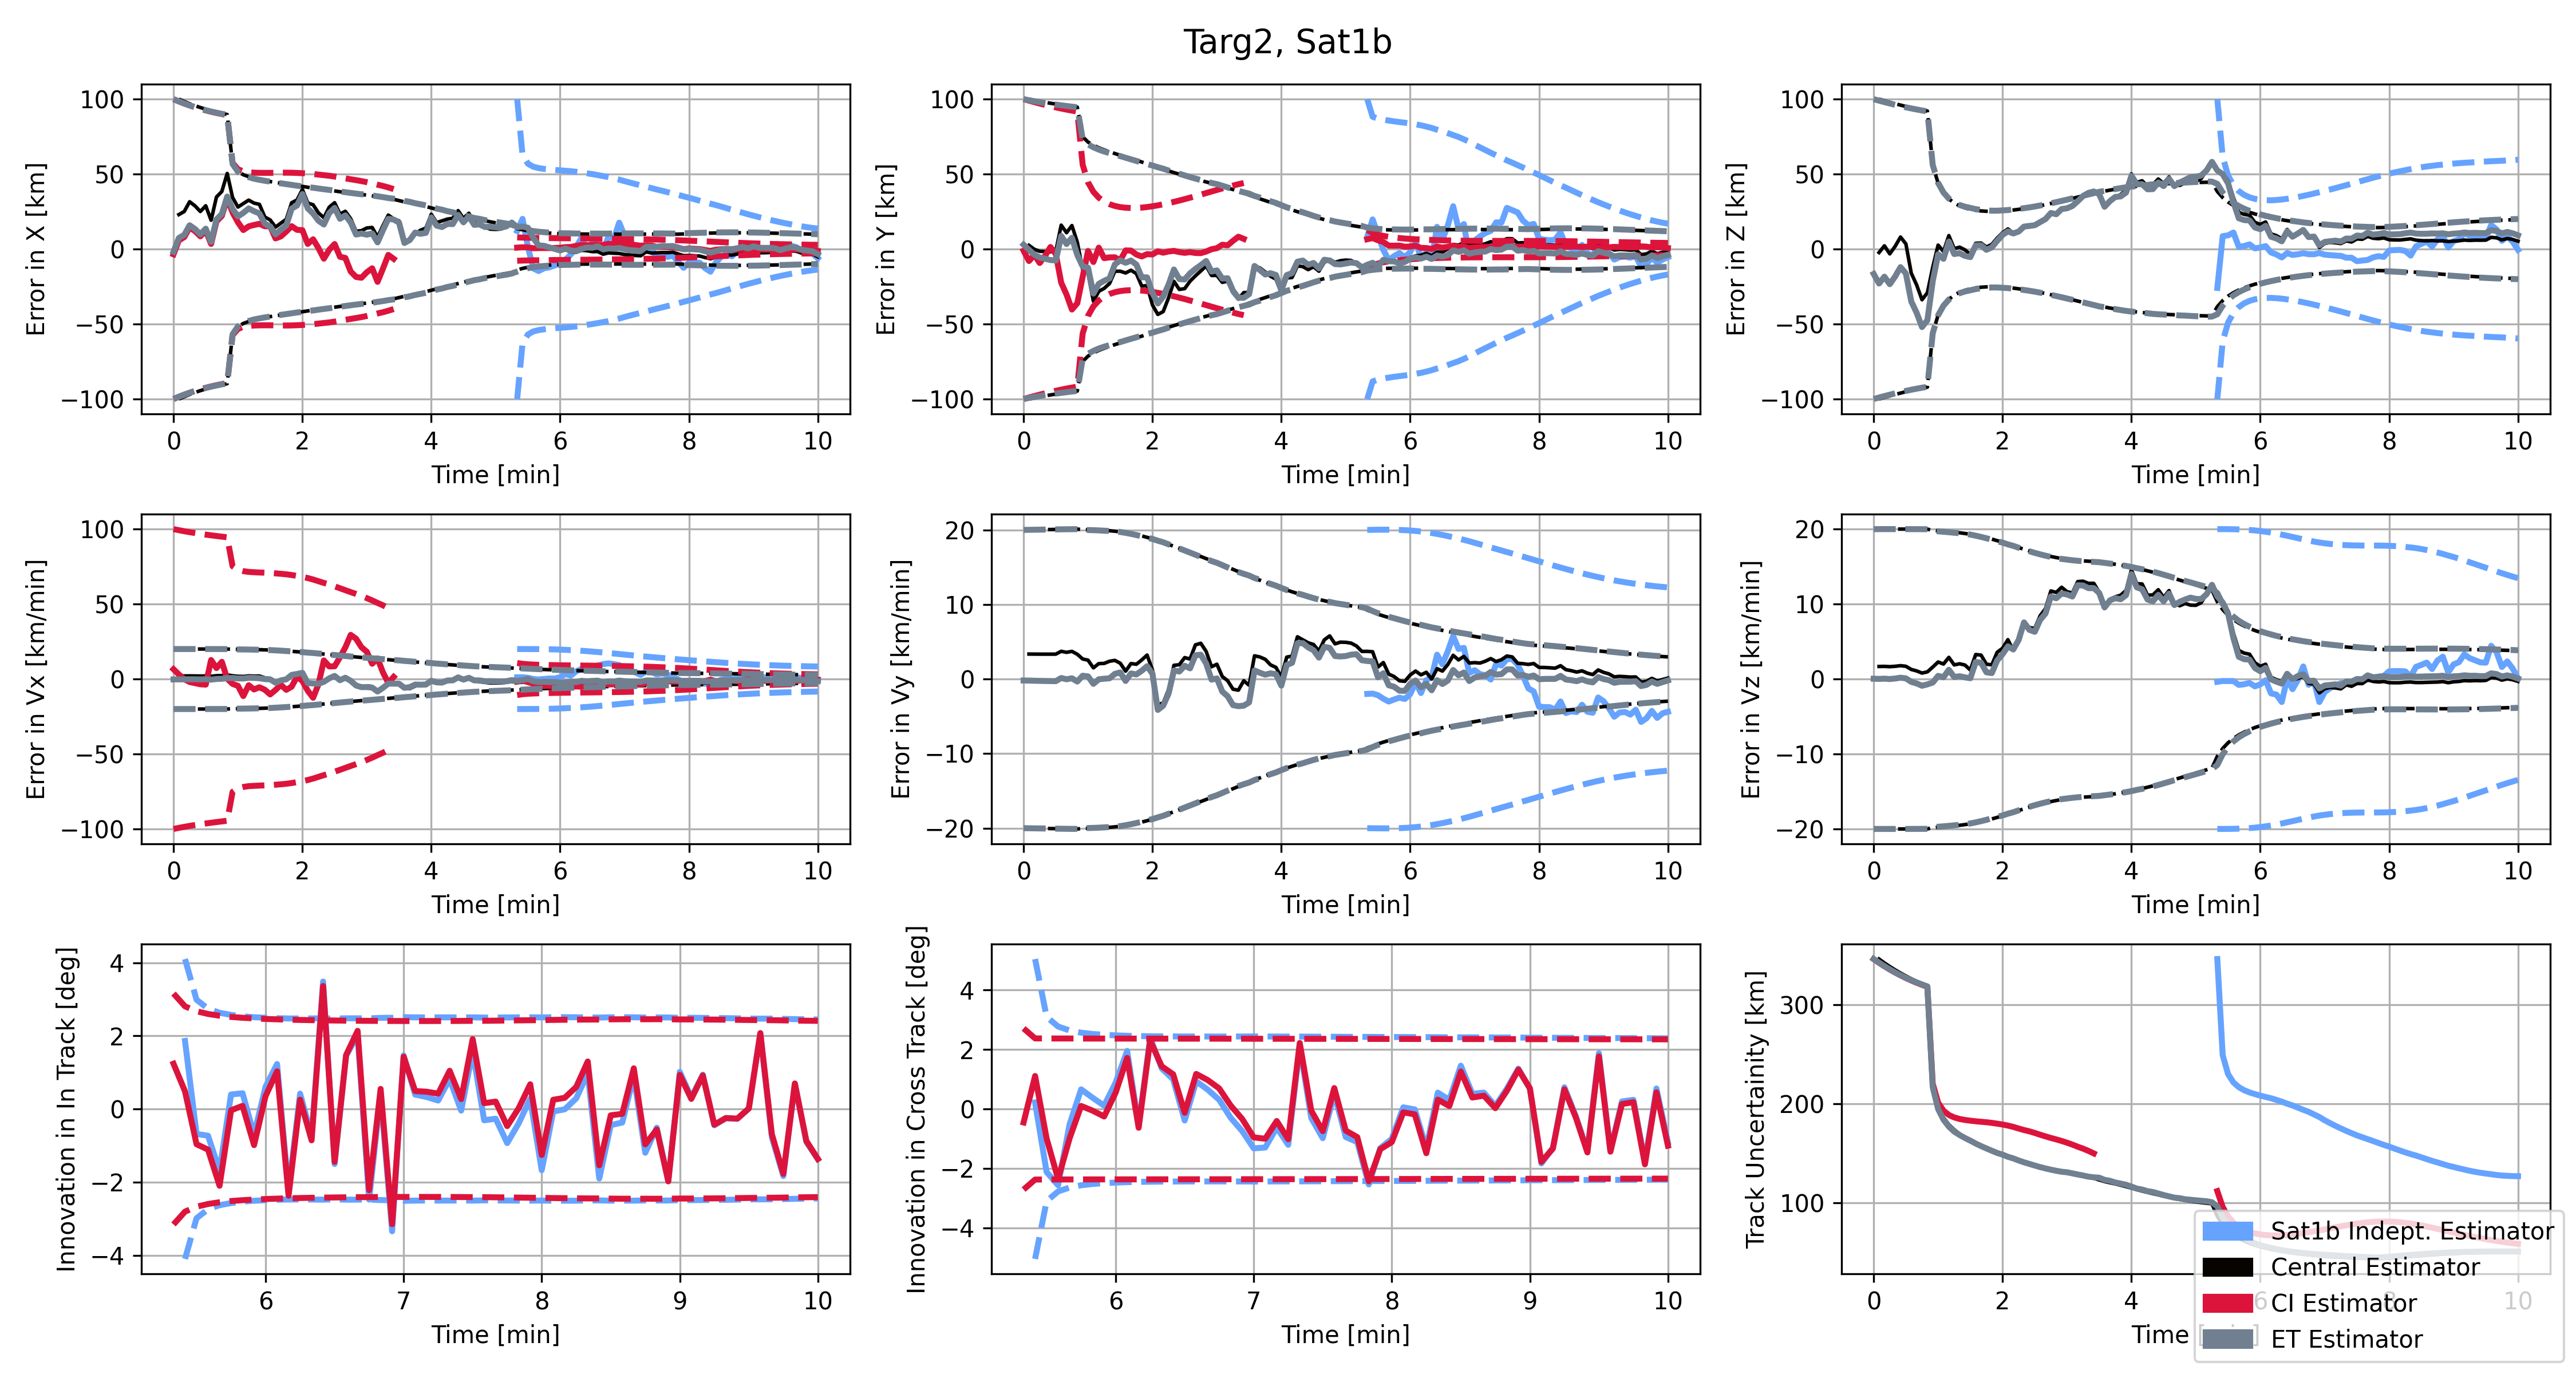 Targ2, Sat1b
100
50
0
−50
−100
Error in X [km]
0 2 4 6 8 10
Time [min]
100
50
0
−50
−100
Error in Y [km]
0 2 4 6 8 10
Time [min]
100
50
0
−50
−100
Error in Z [km]
0 2 4 6 8 10
Time [min]
100
50
0
−50
−100
Error in Vx [km/min]
0 2 4 6 8 10
Time [min]
20
10
0
−10
−20
Error in Vy [km/min]
0 2 4 6 8 10
Time [min]
20
10
0
−10
−20
Error in Vz [km/min]
0 2 4 6 8 10
Time [min]
4
2
0
−2
−4
Innovation in In Track [deg]
6 7 8 9 10
Time [min]
4
2
0
−2
−4
Innovation in Cross Track [deg]
6 7 8 9 10
Time [min]
300
200
100
Track Uncertainity [km]
0 2 4 6 8 10
Time
Sat1b Indept. Estimator
Central Estimator
CI Estimator
ET Estimator